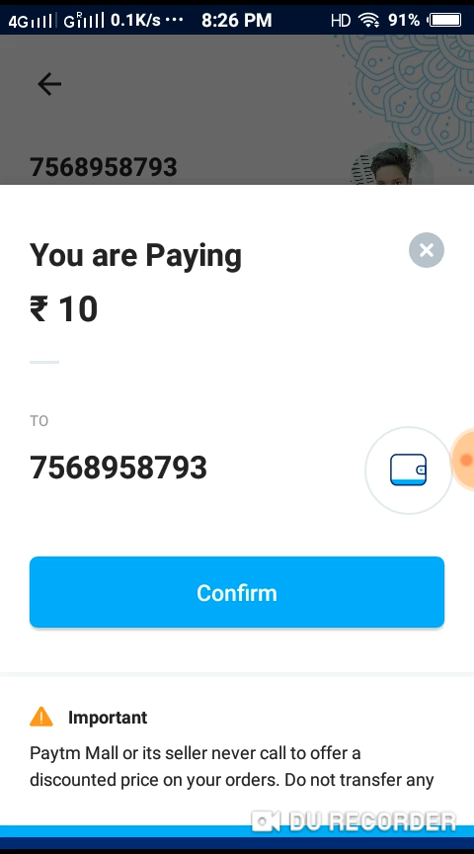 4G GR 0.1K/s ... 8:26 PM HD 91%
7568958793
You are Paying
₹ 10
TO
7568958793
Confirm
Important
Paytm Mall or its seller never call to offer a
discounted price on your orders. Do not transfer any
DU RECORDER